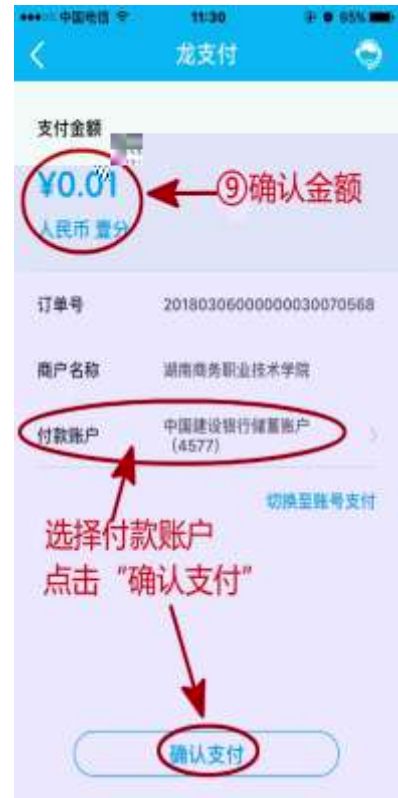 中国电信 11:30 65%
龙支付
支付金额
¥0.01
⑨确认金额
人民币 壹分
订单号 20180306000000030070568
商户名称 湖南商务职业技术学院
付款账户 中国建设银行储蓄账户
(4577)
切换至账号支付
选择付款账户
点击“确认支付”
确认支付